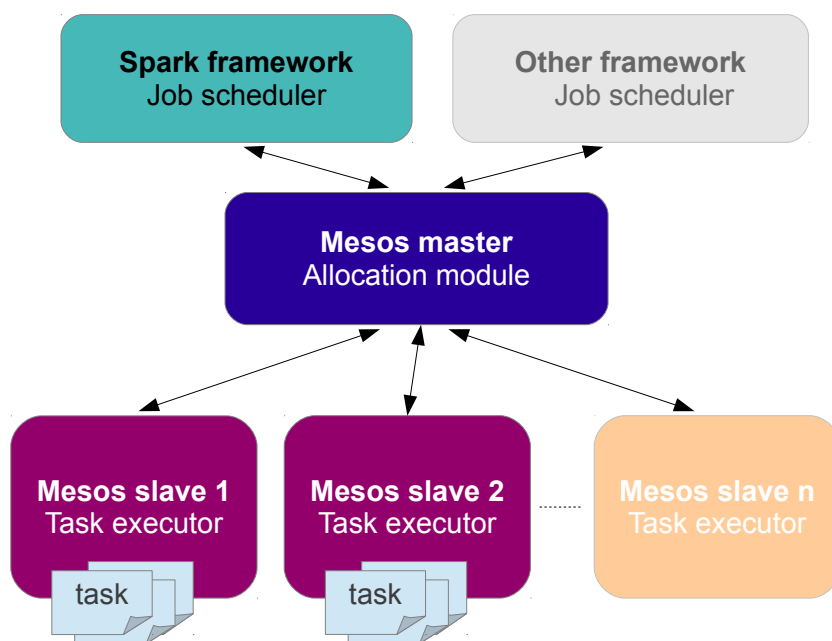 Spark framework
Job scheduler
Other framework
Job scheduler
Mesos master
Allocation module
Mesos slave 1
Task executor
Mesos slave 2
Task executor
Mesos slave n
Task executor
task
task